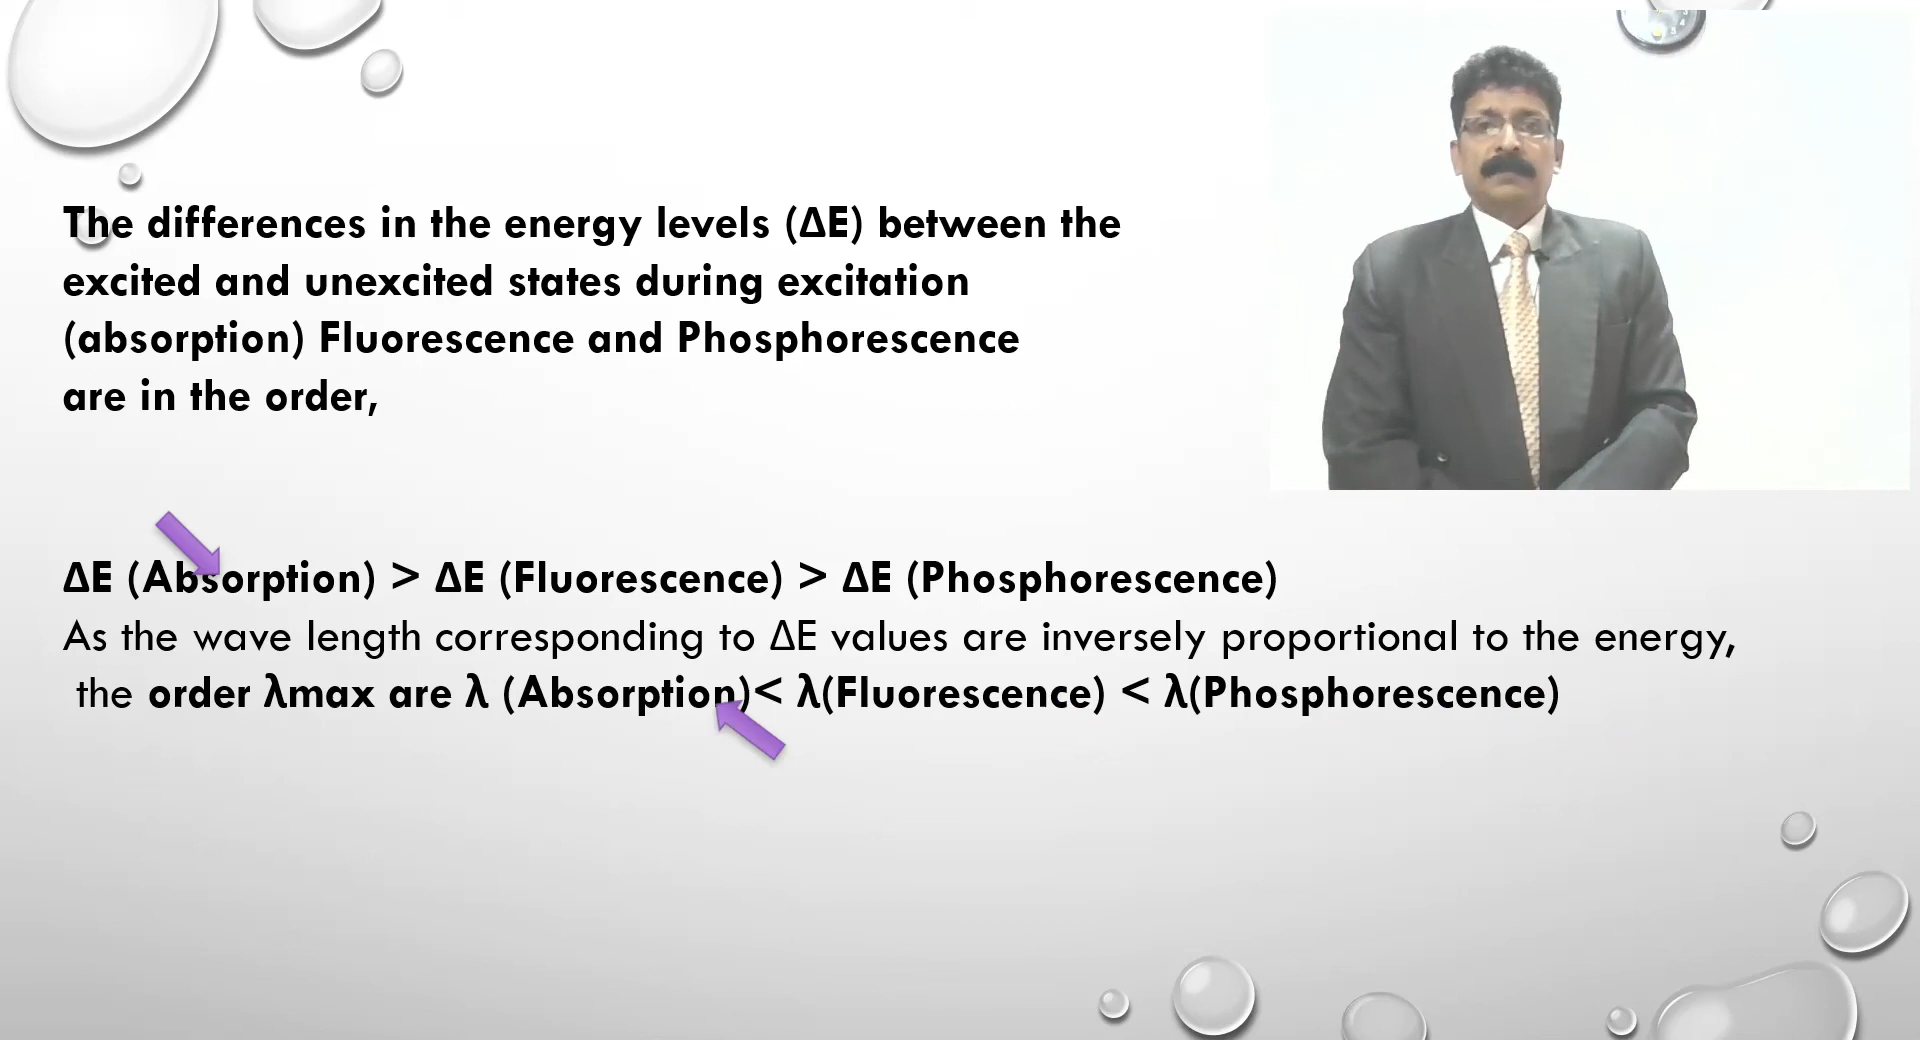 The differences in the energy levels (ΔE) between the
excited and unexcited states during excitation
(absorption) Fluorescence and Phosphorescence
are in the order,
ΔE (Absorption) > ΔE (Fluorescence) > ΔE (Phosphorescence)
As the wave length corresponding to ΔE values are inversely proportional to the energy,
the order λmax are λ (Absorption)< λ(Fluorescence) < λ(Phosphorescence)